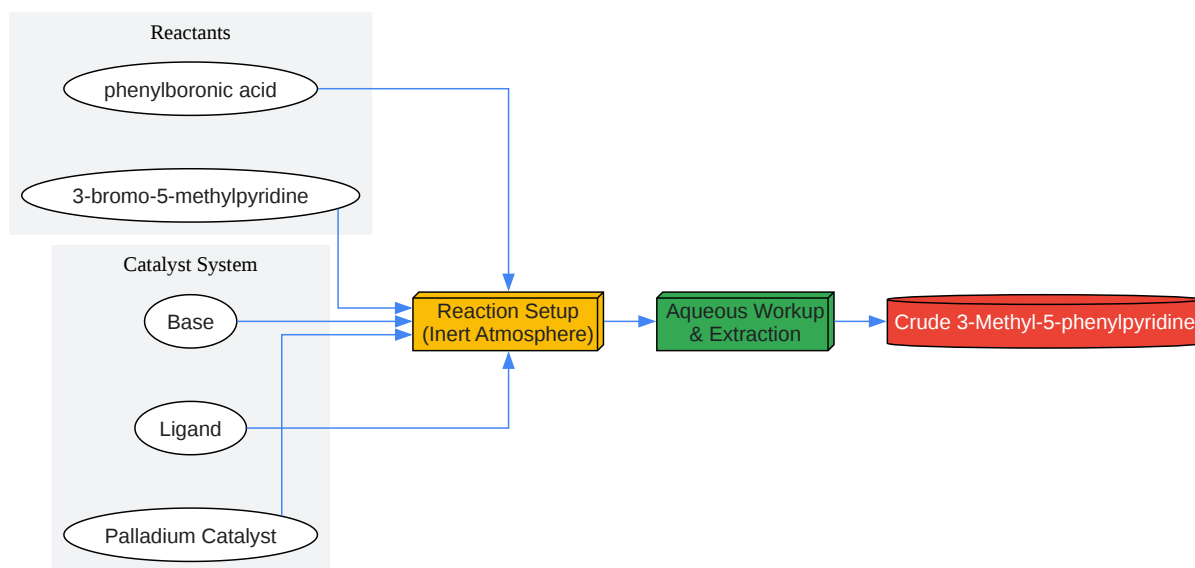 Reactants
phenylboronic acid
3-bromo-5-methylpyridine
Catalyst System
Base
Ligand
Palladium Catalyst
Reaction Setup
(Inert Atmosphere)
Aqueous Workup
& Extraction
Crude 3-Methyl-5-phenylpyridine